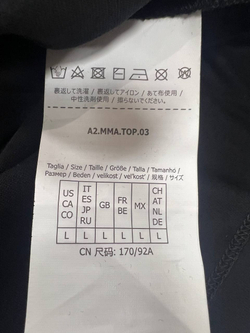 裏返して洗濯/裏返してアイロン/あて布使用/
中性洗剤使用/絞らないでください。
A2.MMA.TOP.03
Taglia / Size / Taille / Größe / Talla / Tamanho /
Размер / Beden / velikost / veľkosť / 規格 / サイズ /
US CA CO IT ES JP RU GB FR BE MX CH AT NL DE
L L L L L L
CN 尺码: 170/92A